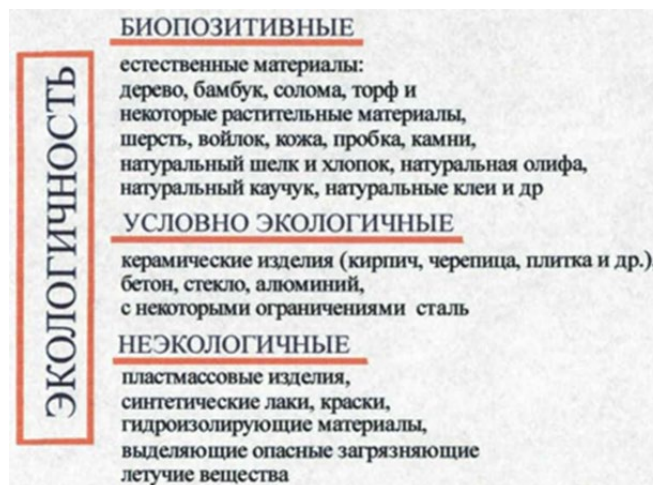 ЭКОЛОГИЧНОСТЬ
БИОПОЗИТИВНЫЕ
естественные материалы:
дерево, бамбук, солома, торф и
некоторые растительные материалы,
шерсть, войлок, кожа, пробка, камни,
натуральный шелк и хлопок, натуральная олифа,
натуральный каучук, натуральные клеи и др
УСЛОВНО ЭКОЛОГИЧНЫЕ
керамические изделия (кирпич, черепица, плитка и др.)
бетон, стекло, алюминий,
с некоторыми ограничениями сталь
НЕЭКОЛОГИЧНЫЕ
пластмассовые изделия,
синтетические лаки, краски,
гидроизолирующие материалы,
выделяющие опасные загрязняющие
летучие вещества